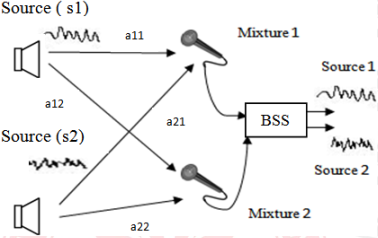 Source ( s1)
a11
Mixture 1
Source 1
a12
a21
BSS
Source (s2)
Source 2
a22
Mixture 2